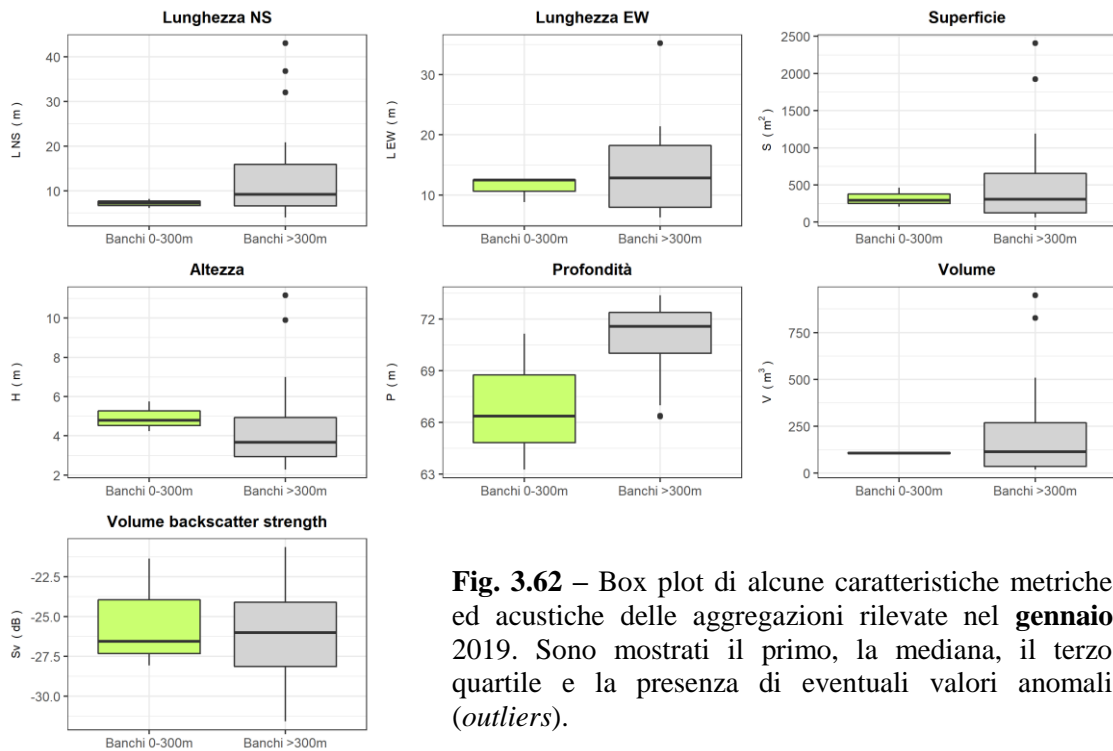 Lunghezza NS
L NS ( m )
40
30
20
10
Banchi 0-300m
Banchi >300m
Lunghezza EW
L EW ( m )
30
20
10
Banchi 0-300m
Banchi >300m
Superficie
S ( m² )
2500
2000
1500
1000
500
0
Banchi 0-300m
Banchi >300m
Altezza
H ( m )
10
8
6
4
2
Banchi 0-300m
Banchi >300m
Profondità
P ( m )
72
69
66
63
Banchi 0-300m
Banchi >300m
Volume
V ( m³ )
750
250
0
Banchi 0-300m
Banchi >300m
Volume backscatter strength
Sv ( dB )
-22.5
-25.0
-27.5
-30.0
Banchi 0-300m
Banchi >300m
Fig. 3.62 – Box plot di alcune caratteristiche metriche
ed acustiche delle aggregazioni rilevate nel gennaio
2019. Sono mostrati il primo, la mediana, il terzo
quartile e la presenza di eventuali valori anomali
(outliers).